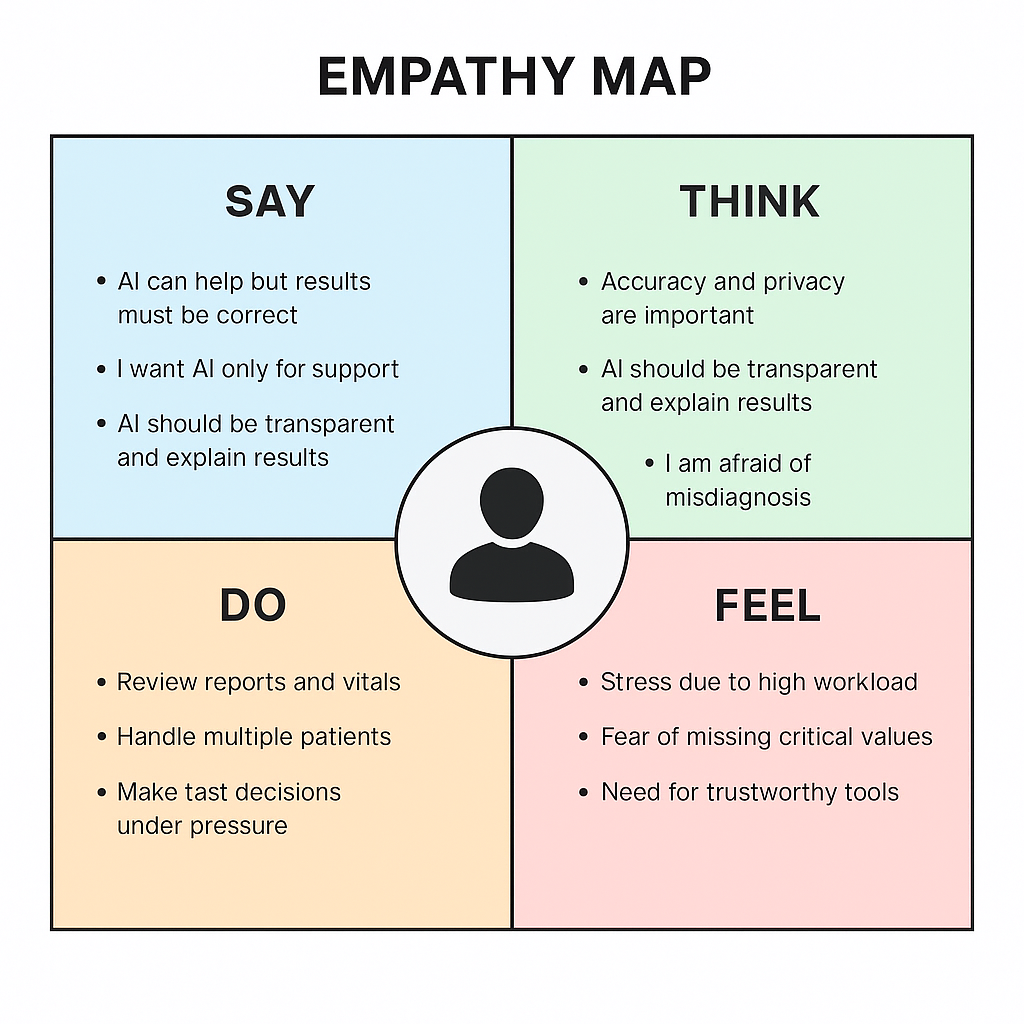 EMPATHY MAP
SAY
• AI can help but results
must be correct
• I want AI only for support
• AI should be transparent
and explain results
THINK
• Accuracy and privacy
are important
• AI should be transparent
and explain results
• I am afraid of
misdiagnosis
DO
• Review reports and vitals
• Handle multiple patients
• Make tast decisions
under pressure
FEEL
• Stress due to high workload
• Fear of missing critical values
• Need for trustworthy tools